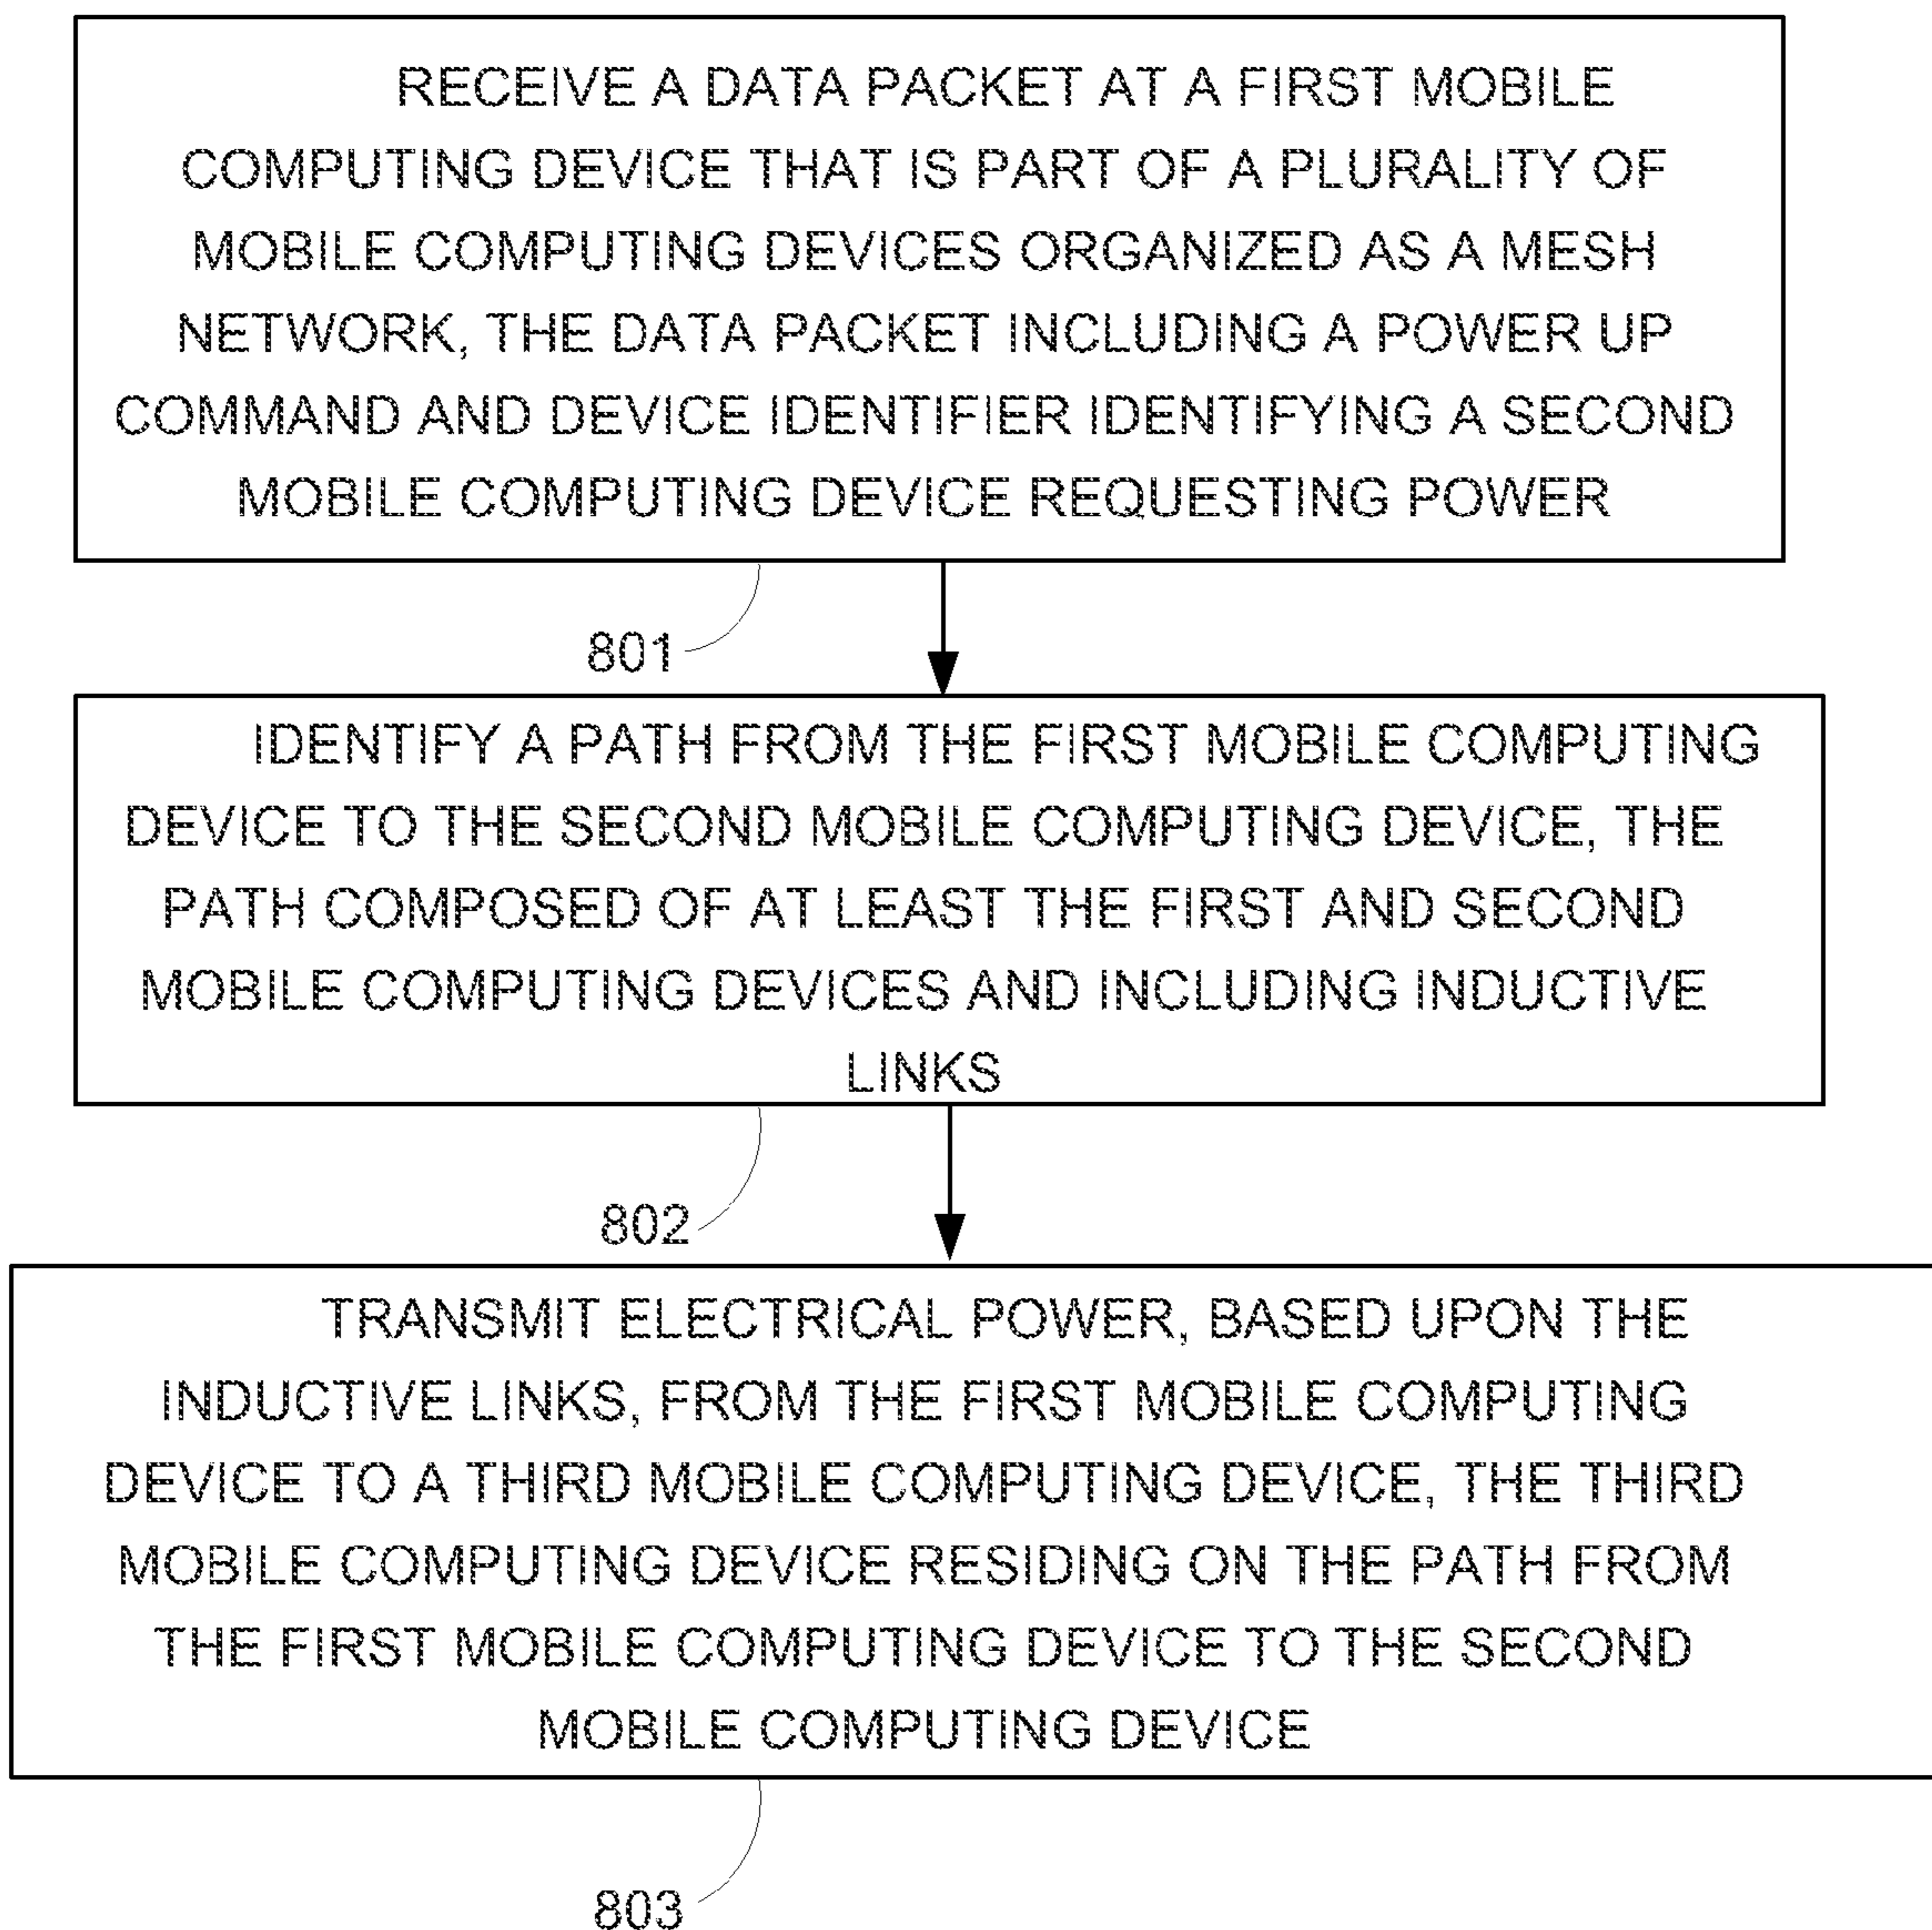 RECEIVE A DATA PACKET AT A FIRST MOBILE
COMPUTING DEVICE THAT IS PART OF A PLURALITY OF
MOBILE COMPUTING DEVICES ORGANIZED AS A MESH
NETWORK, THE DATA PACKET INCLUDING A POWER UP
COMMAND AND DEVICE IDENTIFIER IDENTIFYING A SECOND
MOBILE COMPUTING DEVICE REQUESTING POWER
801
IDENTIFY A PATH FROM THE FIRST MOBILE COMPUTING
DEVICE TO THE SECOND MOBILE COMPUTING DEVICE, THE
PATH COMPOSED OF AT LEAST THE FIRST AND SECOND
MOBILE COMPUTING DEVICES AND INCLUDING INDUCTIVE
LINKS
802
TRANSMIT ELECTRICAL POWER, BASED UPON THE
INDUCTIVE LINKS, FROM THE FIRST MOBILE COMPUTING
DEVICE TO A THIRD MOBILE COMPUTING DEVICE, THE THIRD
MOBILE COMPUTING DEVICE RESIDING ON THE PATH FROM
THE FIRST MOBILE COMPUTING DEVICE TO THE SECOND
MOBILE COMPUTING DEVICE
803